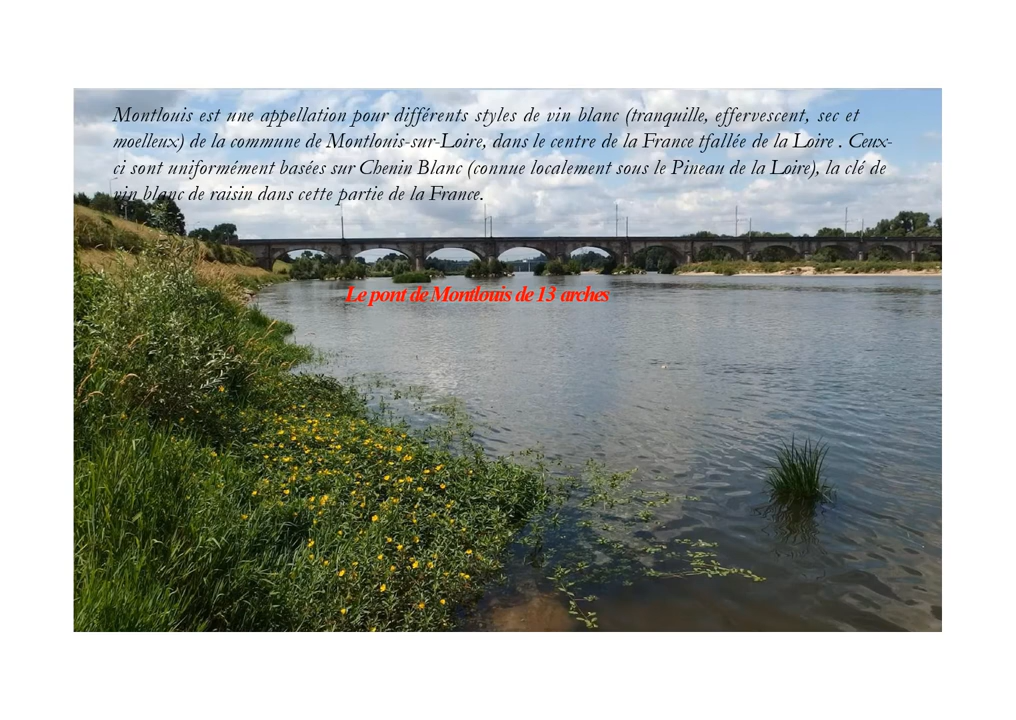 Montlouis est une appellation pour différents styles de vin blanc (tranquille, effervescent, sec et
moelleux) de la commune de Montlouis-sur-Loire, dans le centre de la France tfallée de la Loire . Ceux-
ci sont uniformément basées sur Chenin Blanc (connue localement sous le Pineau de la Loire), la clé de
vin blanc de raisin dans cette partie de la France.
Le pont de Montlouis de 13 arches